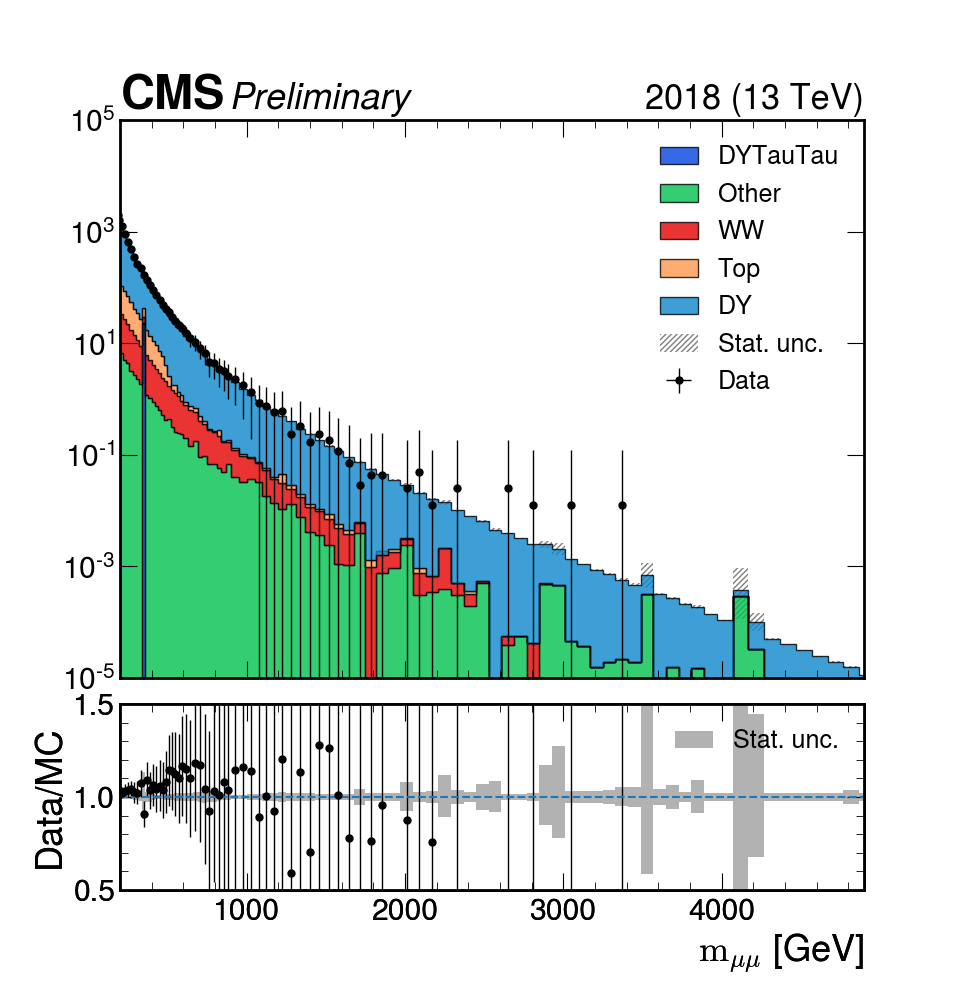 CMS Preliminary 2018 (13 TeV)
10^5
10^3
10^1
10^-1
10^-3
10^-5
DYTauTau
Other
WW
Top
DY
Stat. unc.
Data
Data/MC
1.5
1.0
0.5
Stat. unc.
1000 2000 3000 4000
m_μμ [GeV]